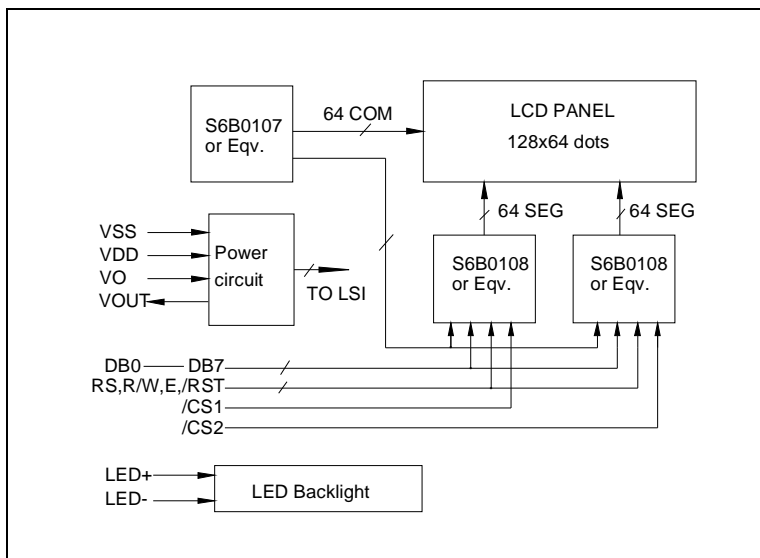 S6B0107
or Eqv.
64 COM
LCD PANEL
128x64 dots
64 SEG
64 SEG
VSS
VDD
VO
VOUT
Power
circuit
TO LSI
S6B0108
or Eqv.
S6B0108
or Eqv.
DB0 DB7
RS,R/W,E,/RST
/CS1
/CS2
LED+
LED-
LED Backlight